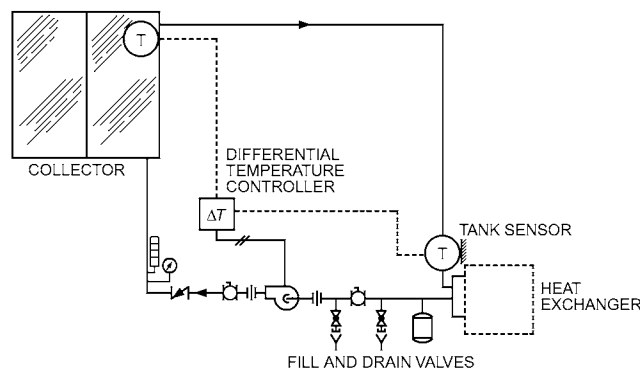 T
COLLECTOR
DIFFERENTIAL
TEMPERATURE
CONTROLLER
ΔT
TANK SENSOR
T
HEAT
EXCHANGER
FILL AND DRAIN VALVES